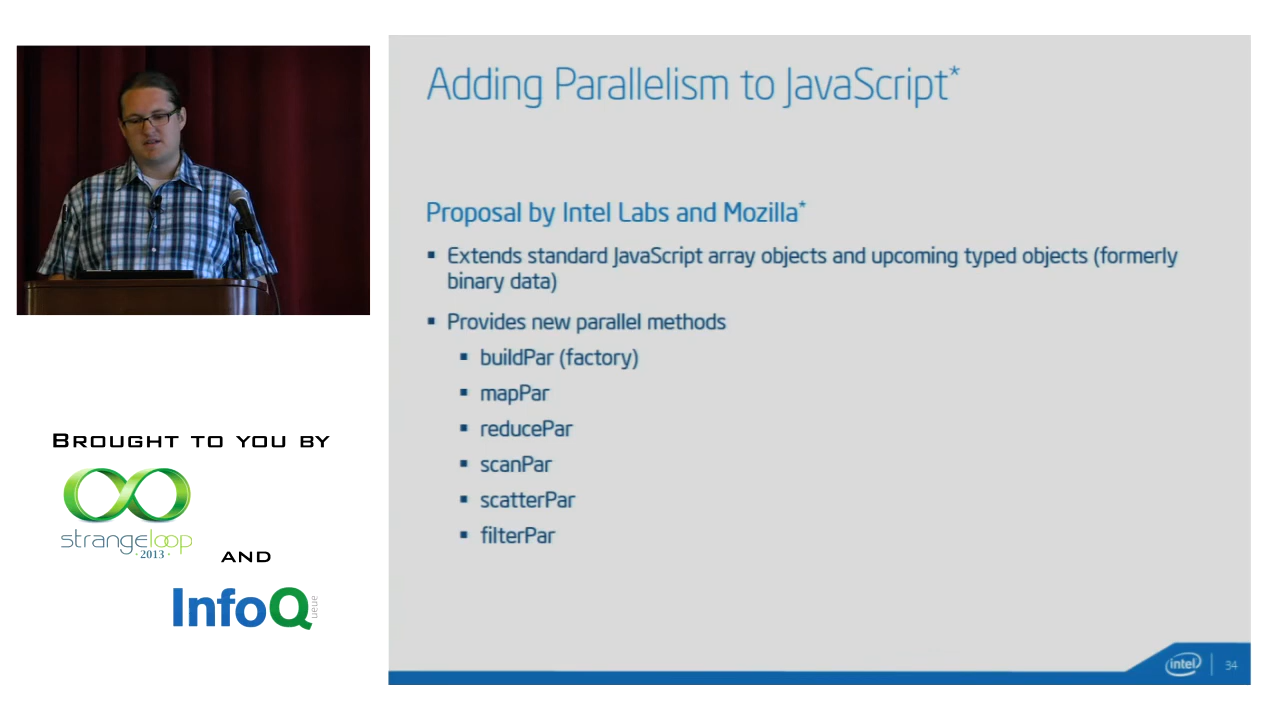 Adding Parallelism to JavaScript*
Proposal by Intel Labs and Mozilla*
▪ Extends standard JavaScript array objects and upcoming typed objects (formerly
binary data)
▪ Provides new parallel methods
▪ buildPar (factory)
▪ mapPar
▪ reducePar
▪ scanPar
▪ scatterPar
▪ filterPar
intel
34
BROUGHT TO YOU BY
strangeloop
·2013·
AND
InfoQ
ueue